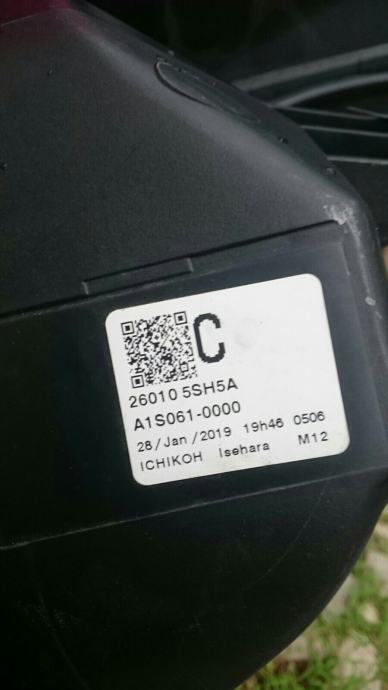 C
26010 5SH5A
A1S061-0000
28/Jan/2019 19h46 0506
ICHIKOH Isehara M12